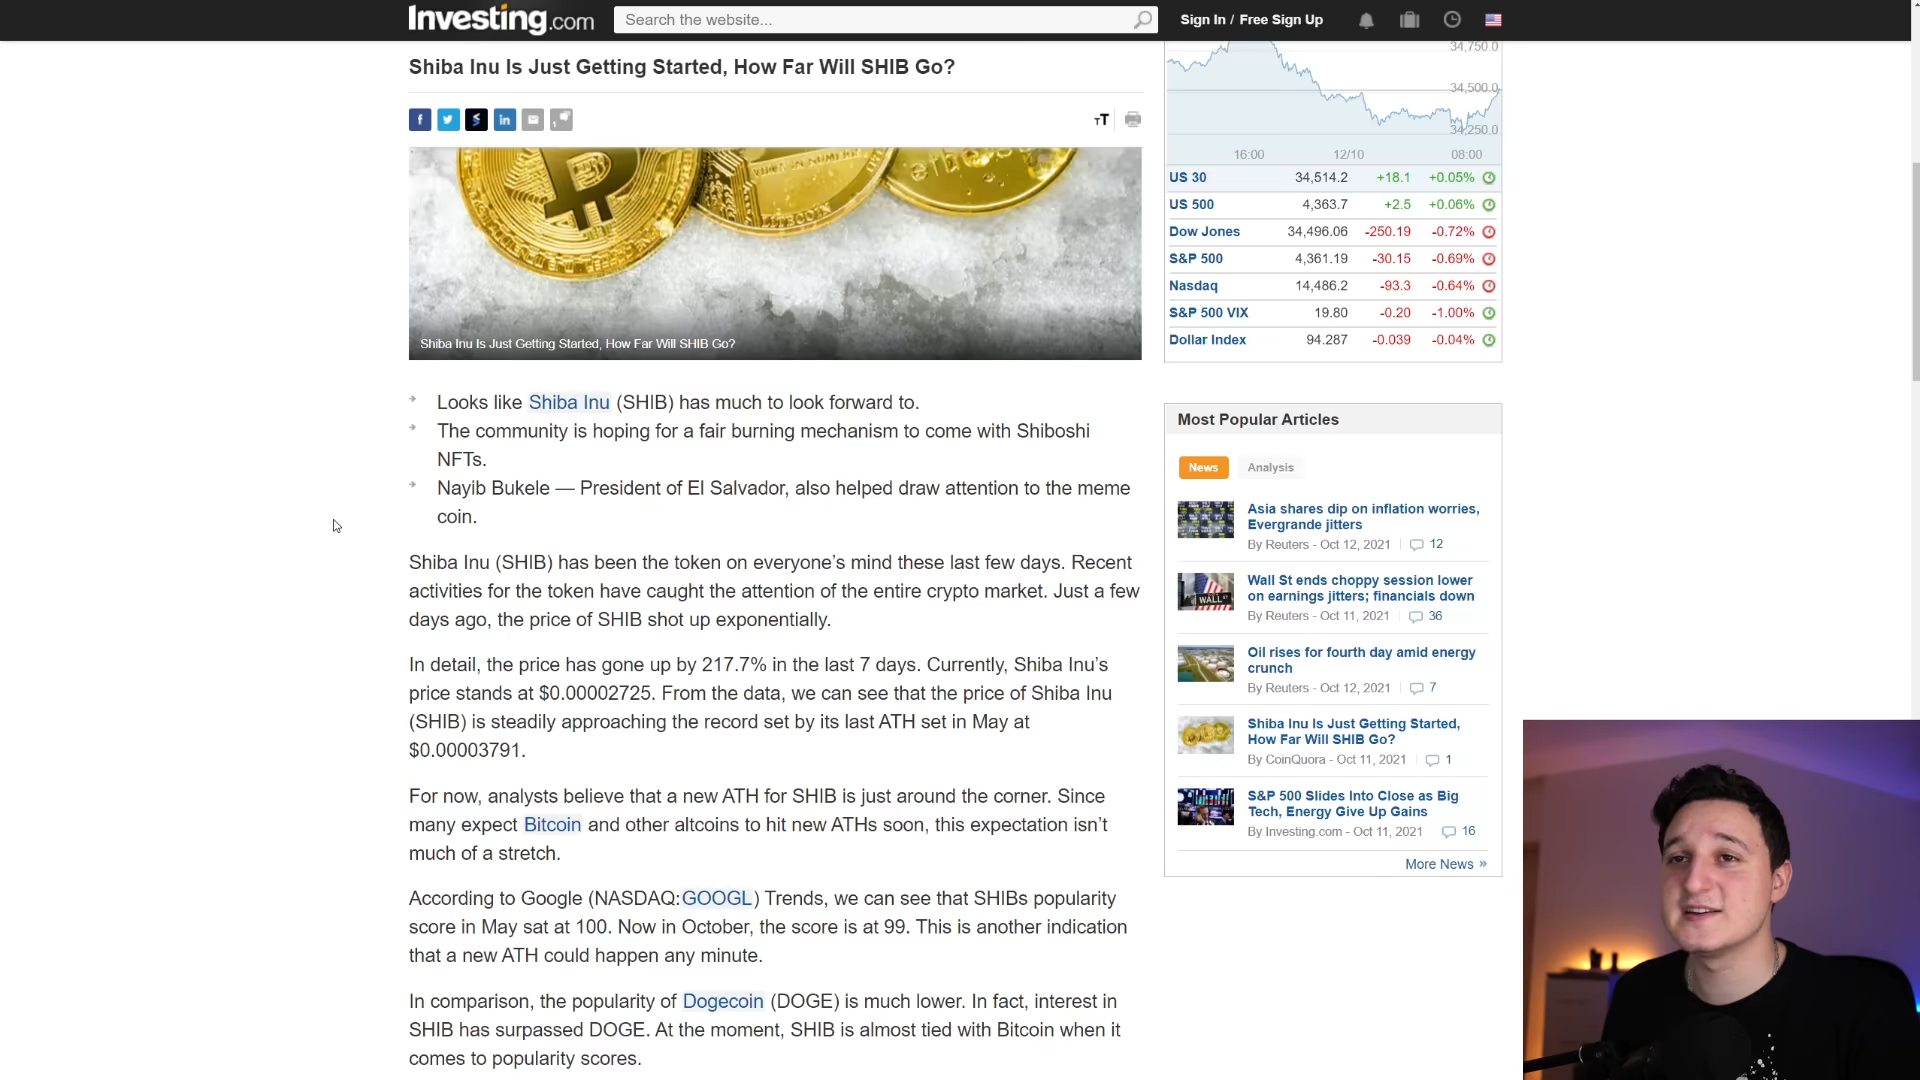 Investing.com
Search the website...
Sign In / Free Sign Up
Shiba Inu Is Just Getting Started, How Far Will SHIB Go?
Shiba Inu Is Just Getting Started, How Far Will SHIB Go?
Looks like Shiba Inu (SHIB) has much to look forward to.
The community is hoping for a fair burning mechanism to come with Shiboshi
NFTs.
Nayib Bukele — President of El Salvador, also helped draw attention to the meme
coin.
Shiba Inu (SHIB) has been the token on everyone’s mind these last few days. Recent
activities for the token have caught the attention of the entire crypto market. Just a few
days ago, the price of SHIB shot up exponentially.
In detail, the price has gone up by 217.7% in the last 7 days. Currently, Shiba Inu’s
price stands at $0.00002725. From the data, we can see that the price of Shiba Inu
(SHIB) is steadily approaching the record set by its last ATH set in May at
$0.00003791.
For now, analysts believe that a new ATH for SHIB is just around the corner. Since
many expect Bitcoin and other altcoins to hit new ATHs soon, this expectation isn’t
much of a stretch.
According to Google (NASDAQ:GOOGL) Trends, we can see that SHIBs popularity
score in May sat at 100. Now in October, the score is at 99. This is another indication
that a new ATH could happen any minute.
In comparison, the popularity of Dogecoin (DOGE) is much lower. In fact, interest in
SHIB has surpassed DOGE. At the moment, SHIB is almost tied with Bitcoin when it
comes to popularity scores.
34,750.0
34,500.0
34,250.0
16:00 12/10 08:00
US 30 34,514.2 +18.1 +0.05%
US 500 4,363.7 +2.5 +0.06%
Dow Jones 34,496.06 -250.19 -0.72%
S&P 500 4,361.19 -30.15 -0.69%
Nasdaq 14,486.2 -93.3 -0.64%
S&P 500 VIX 19.80 -0.20 -1.00%
Dollar Index 94.287 -0.039 -0.04%
Most Popular Articles
News Analysis
Asia shares dip on inflation worries,
Evergrande jitters
By Reuters - Oct 12, 2021 12
Wall St ends choppy session lower
on earnings jitters; financials down
By Reuters - Oct 11, 2021 36
Oil rises for fourth day amid energy
crunch
By Reuters - Oct 12, 2021 7
Shiba Inu Is Just Getting Started,
How Far Will SHIB Go?
By CoinQuora - Oct 11, 2021 1
S&P 500 Slides Into Close as Big
Tech, Energy Give Up Gains
By Investing.com - Oct 11, 2021 16
More News »